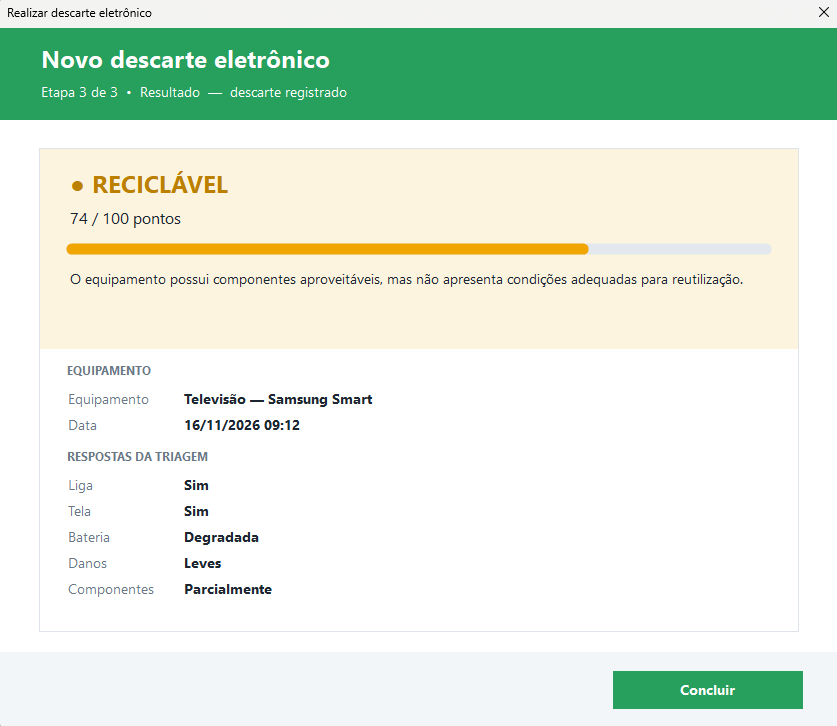 Realizar descarte eletrônico
Novo descarte eletrônico
Etapa 3 de 3 • Resultado — descarte registrado
● RECICLÁVEL
74 / 100 pontos
O equipamento possui componentes aproveitáveis, mas não apresenta condições adequadas para reutilização.
EQUIPAMENTO
Equipamento Televisão — Samsung Smart
Data 16/11/2026 09:12
RESPOSTAS DA TRIAGEM
Liga Sim
Tela Sim
Bateria Degradada
Danos Leves
Componentes Parcialmente
Concluir